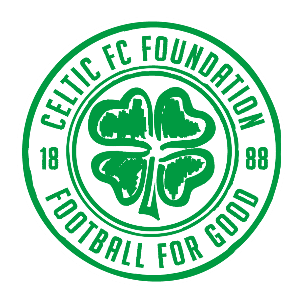 CELTIC FC FOUNDATION
18 88
FOOTBALL FOR GOOD